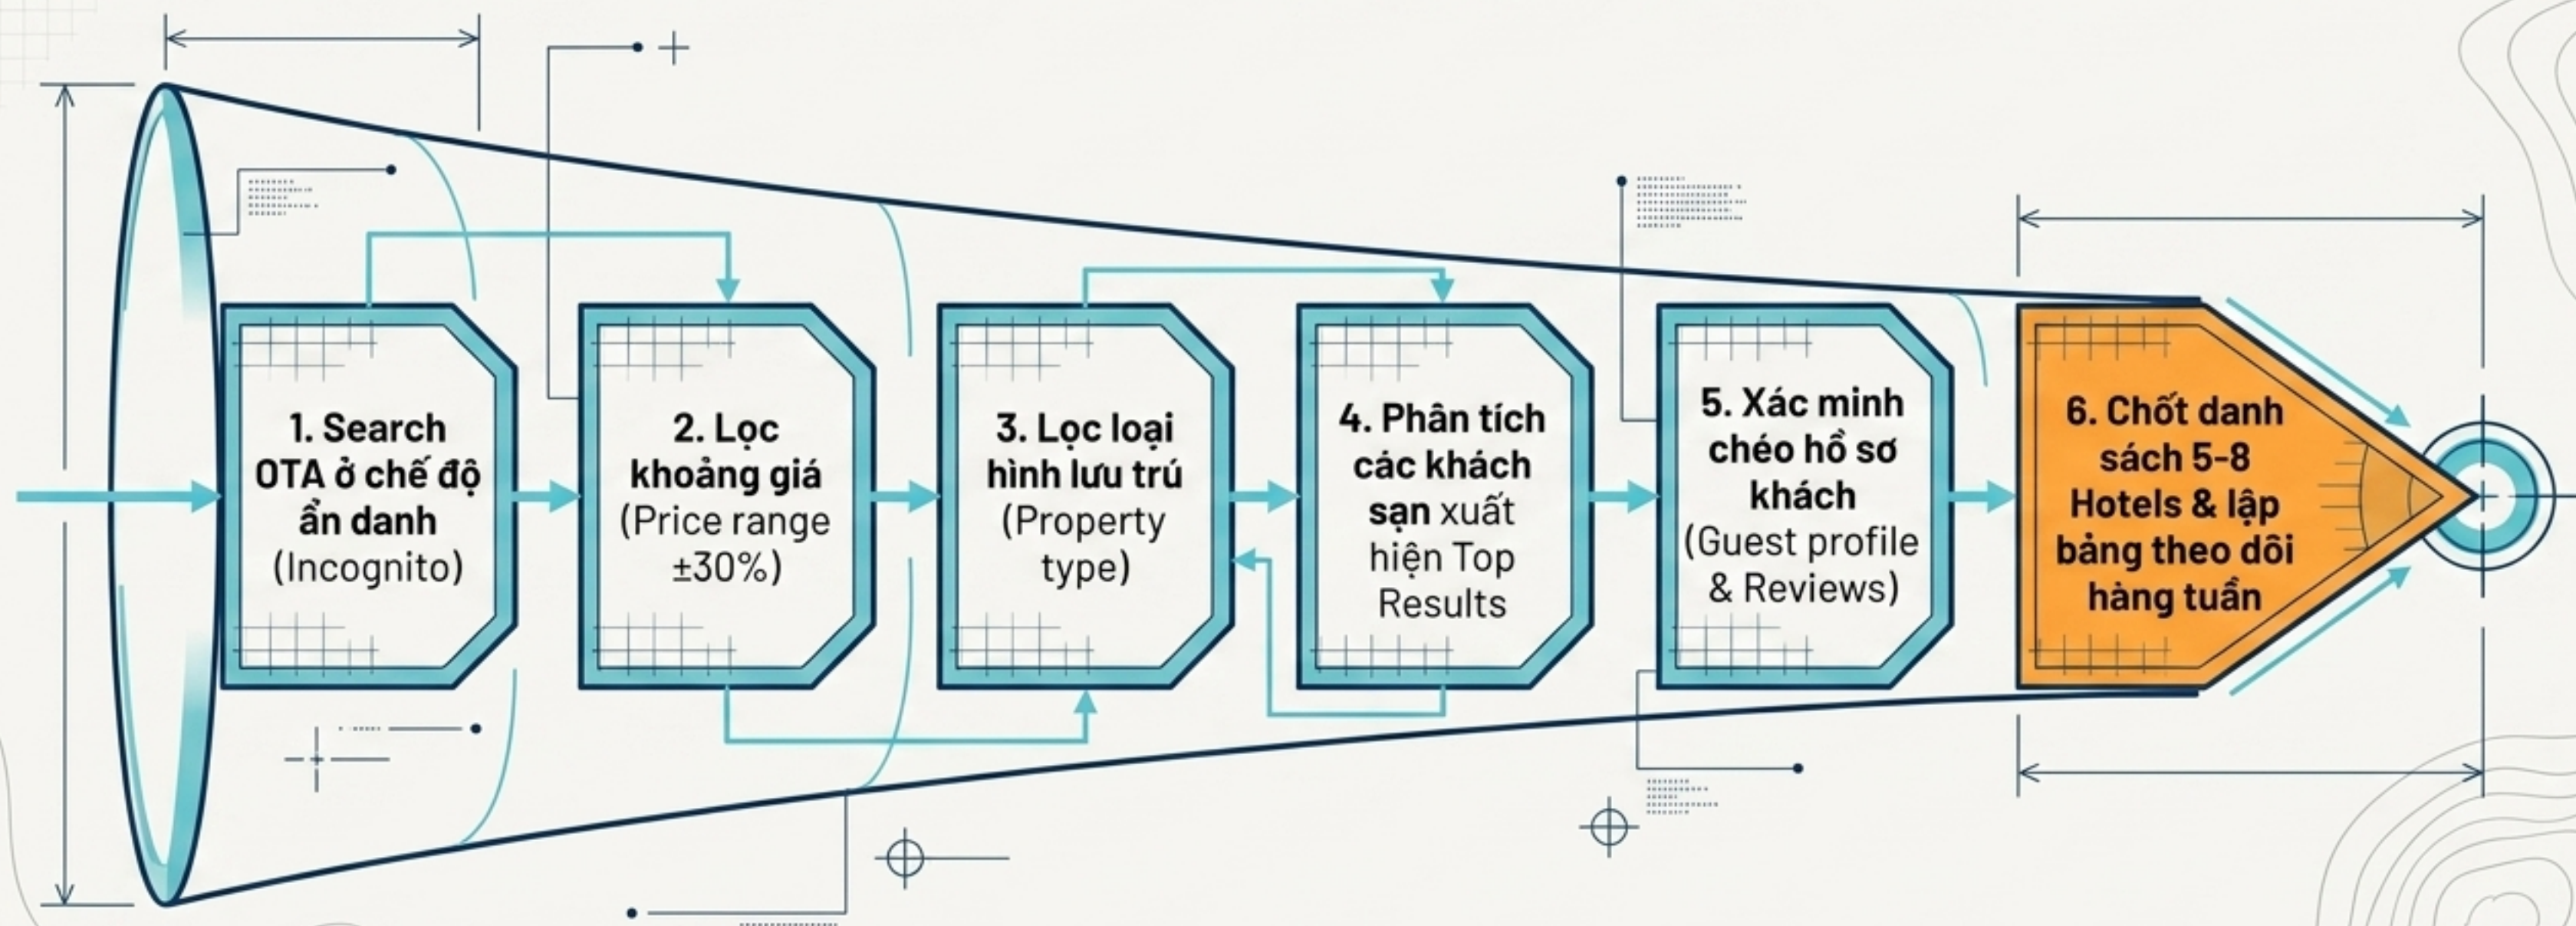 1. Search
OTA ở chế độ
ẩn danh
(Incognito)
2. Lọc
khoảng giá
(Price range
±30%)
3. Lọc loại
hình lưu trú
(Property
type)
4. Phân tích
các khách
sạn xuất
hiện Top
Results
5. Xác minh
chéo hồ sơ
khách
(Guest profile
& Reviews)
6. Chốt danh
sách 5-8
Hotels & lập
bảng theo dõi
hàng tuần